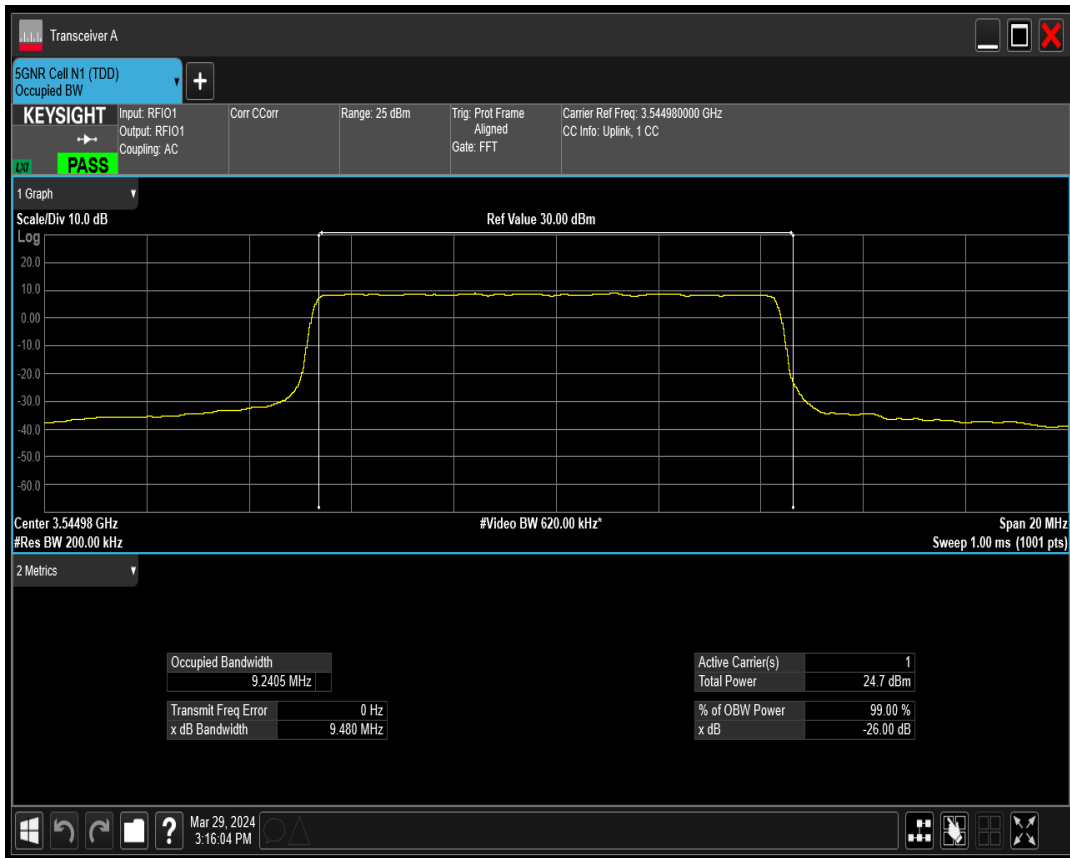 Transceiver A
5GNR Cell N1 (TDD)
Occupied BW
+
KEYSIGHT
LXI
PASS
Input: RFIO1
Output: RFIO1
Coupling: AC
Corr CCorr
Range: 25 dBm
Trig: Prot Frame
Aligned
Gate: FFT
Carrier Ref Freq: 3.544980000 GHz
CC Info: Uplink, 1 CC
1 Graph
Scale/Div 10.0 dB
Ref Value 30.00 dBm
Log
20.0
10.0
0.00
-10.0
-20.0
-30.0
-40.0
-50.0
-60.0
Center 3.54498 GHz
#Video BW 620.00 kHz*
Span 20 MHz
#Res BW 200.00 kHz
Sweep 1.00 ms (1001 pts)
2 Metrics
Occupied Bandwidth
9.2405 MHz
Transmit Freq Error 0 Hz
x dB Bandwidth 9.480 MHz
Active Carrier(s) 1
Total Power 24.7 dBm
% of OBW Power 99.00 %
x dB -26.00 dB
?
Mar 29, 2024
3:16:04 PM